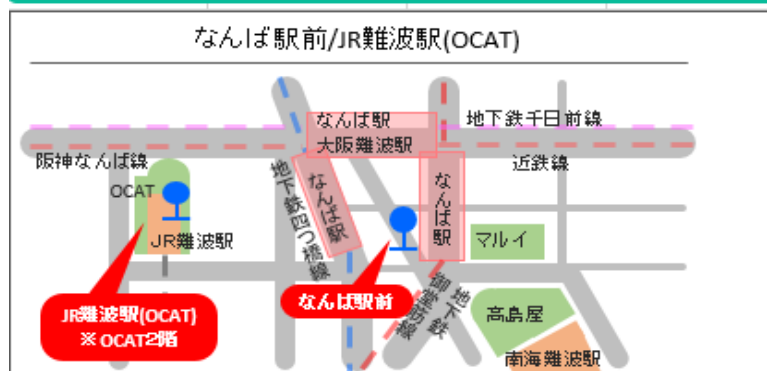 なんば駅前/JR難波駅(OCAT)
なんば駅
大阪難波駅
地下鉄千日前線
阪神なんば線
近鉄線
OCAT
JR難波駅
地下鉄四つ橋線
なんば駅
なんば駅
マルイ
なんば駅前
地下鉄
御堂筋線
JR難波駅(OCAT)
※OCAT2階
高島屋
南海難波駅